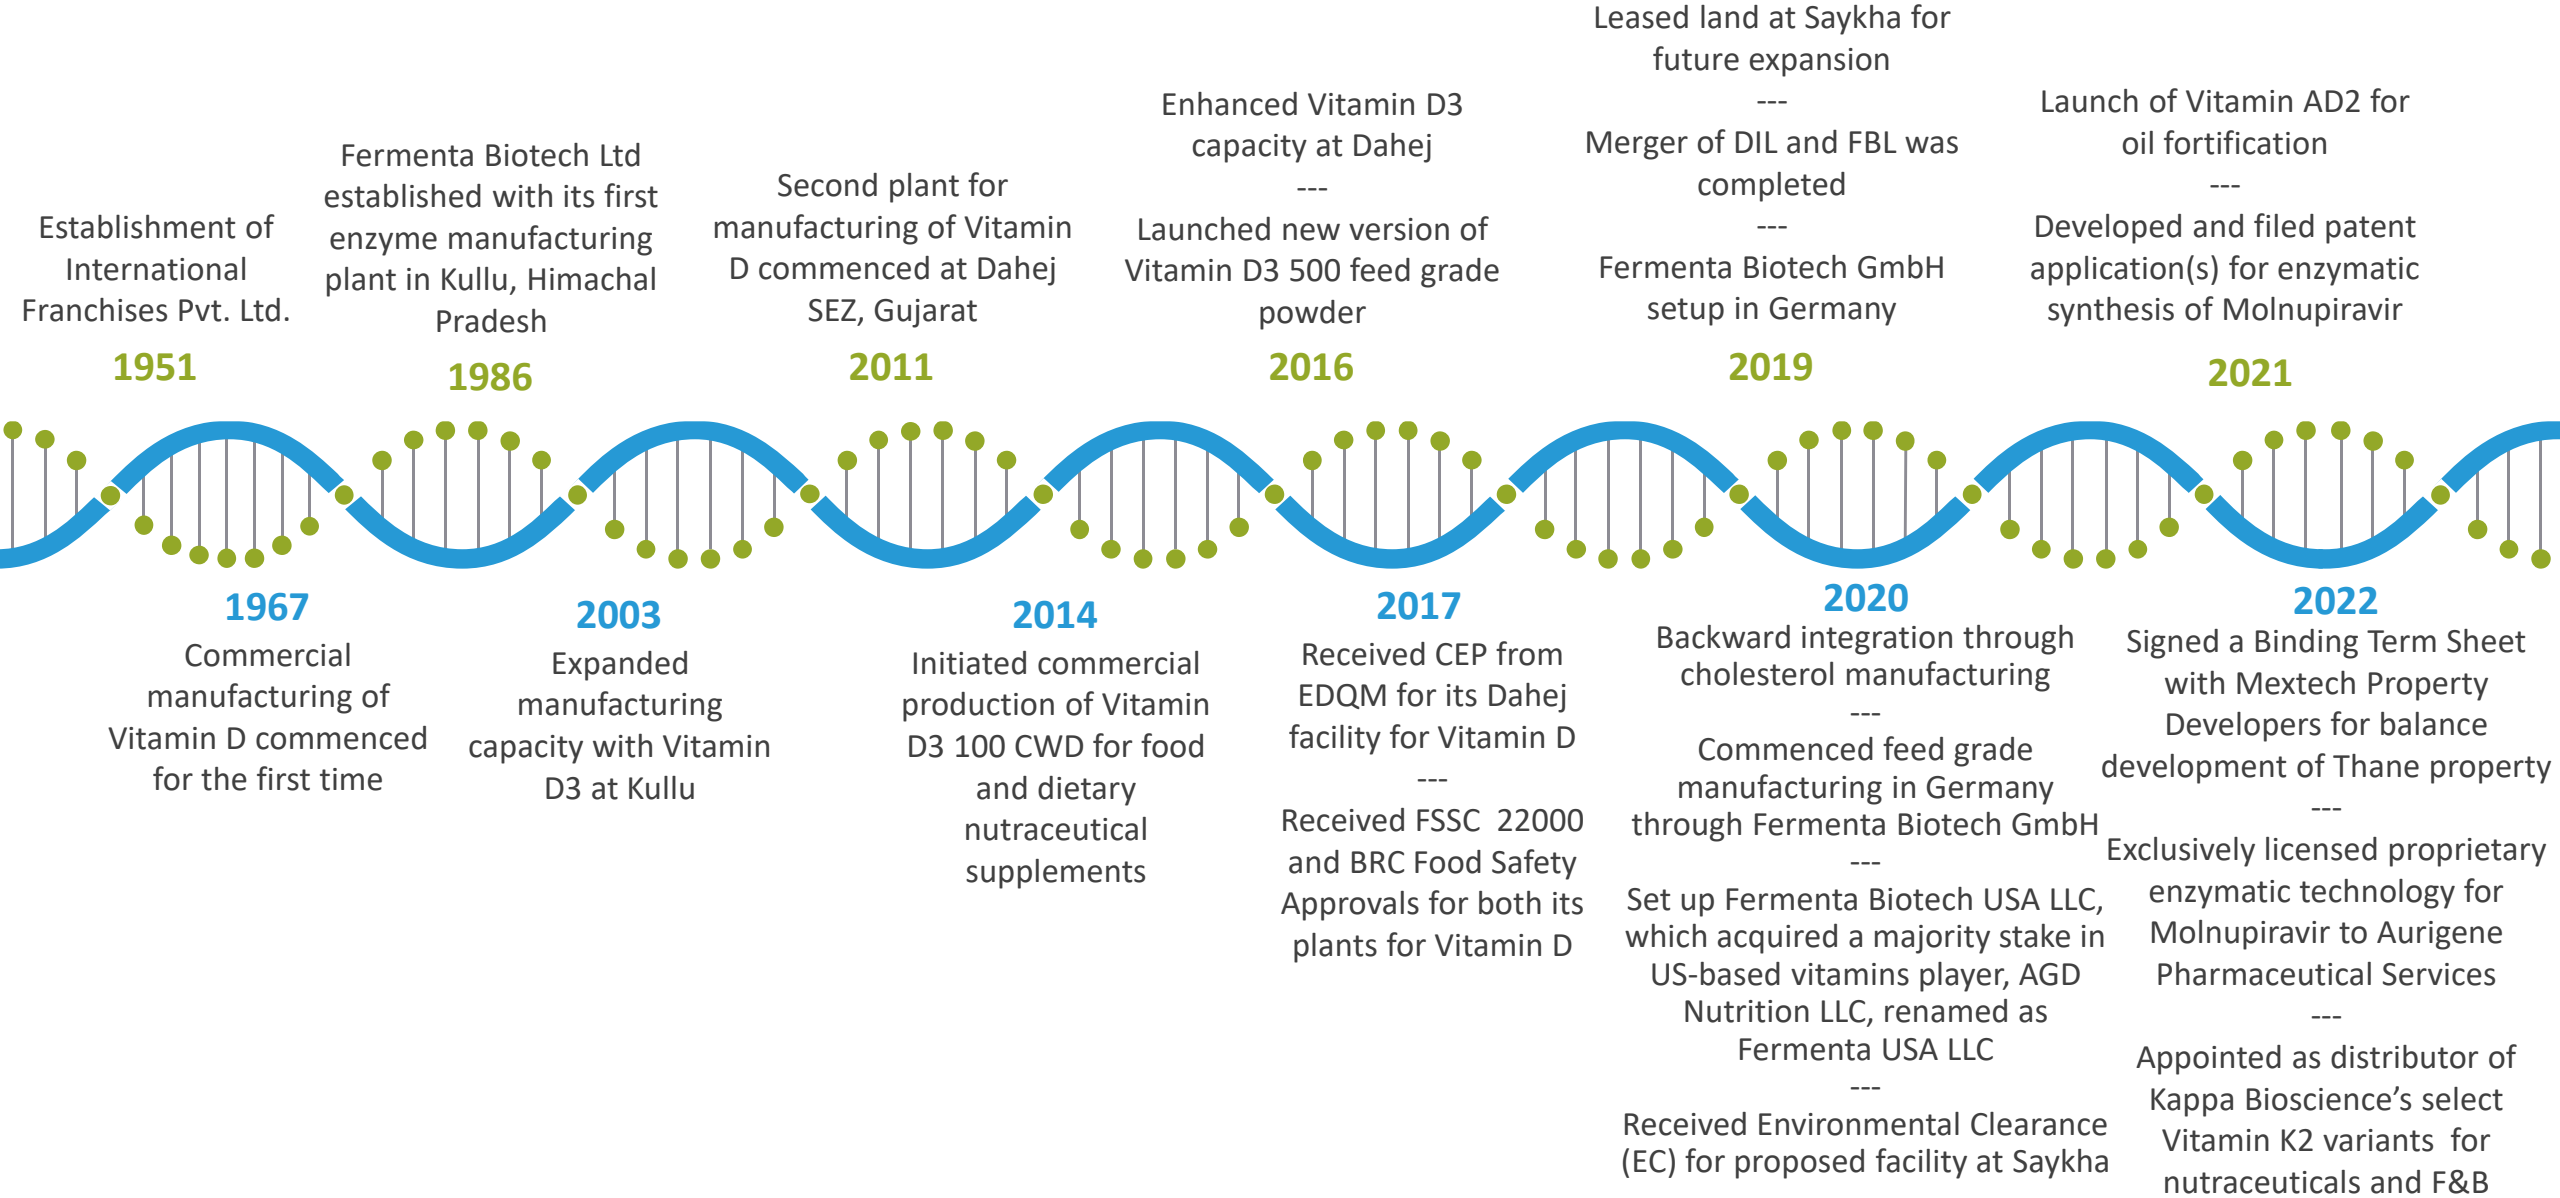 Establishment of
International
Franchises Pvt. Ltd.
1951
Fermenta Biotech Ltd
established with its first
enzyme manufacturing
plant in Kullu, Himachal
Pradesh
1986
Second plant for
manufacturing of Vitamin
D commenced at Dahej
SEZ, Gujarat
2011
Enhanced Vitamin D3
capacity at Dahej
---
Launched new version of
Vitamin D3 500 feed grade
powder
2016
Leased land at Saykha for
future expansion
---
Merger of DIL and FBL was
completed
---
Fermenta Biotech GmbH
setup in Germany
2019
Launch of Vitamin AD2 for
oil fortification
---
Developed and filed patent
application(s) for enzymatic
synthesis of Molnupiravir
2021
1967
Commercial
manufacturing of
Vitamin D commenced
for the first time
2003
Expanded
manufacturing
capacity with Vitamin
D3 at Kullu
2014
Initiated commercial
production of Vitamin
D3 100 CWD for food
and dietary
nutraceutical
supplements
2017
Received CEP from
EDQM for its Dahej
facility for Vitamin D
---
Received FSSC  22000
and BRC Food Safety
Approvals for both its
plants for Vitamin D
2020
Backward integration through
cholesterol manufacturing
---
Commenced feed grade
manufacturing in Germany
through Fermenta Biotech GmbH
---
Set up Fermenta Biotech USA LLC,
which acquired a majority stake in
US-based vitamins player, AGD
Nutrition LLC, renamed as
Fermenta USA LLC
---
Received Environmental Clearance
(EC) for proposed facility at Saykha
2022
Signed a Binding Term Sheet
with Mextech Property
Developers for balance
development of Thane property
---
Exclusively licensed proprietary
enzymatic technology for
Molnupiravir to Aurigene
Pharmaceutical Services
---
Appointed as distributor of
Kappa Bioscience’s select
Vitamin K2 variants  for
nutraceuticals and F&B